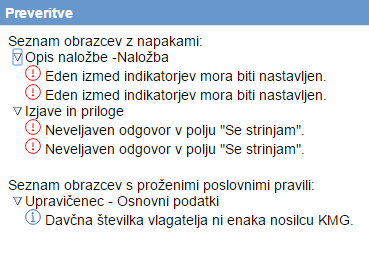 Preveritve
Seznam obrazcev z napakami:
Opis naložbe -Naložba
Eden izmed indikatorjev mora biti nastavljen.
Eden izmed indikatorjev mora biti nastavljen.
Izjave in priloge
Neveljaven odgovor v polju "Se strinjam".
Neveljaven odgovor v polju "Se strinjam".
Seznam obrazcev s proženimi poslovnimi pravili:
Upravičenec - Osnovni podatki
Davčna številka vlagatelja ni enaka nosilcu KMG.